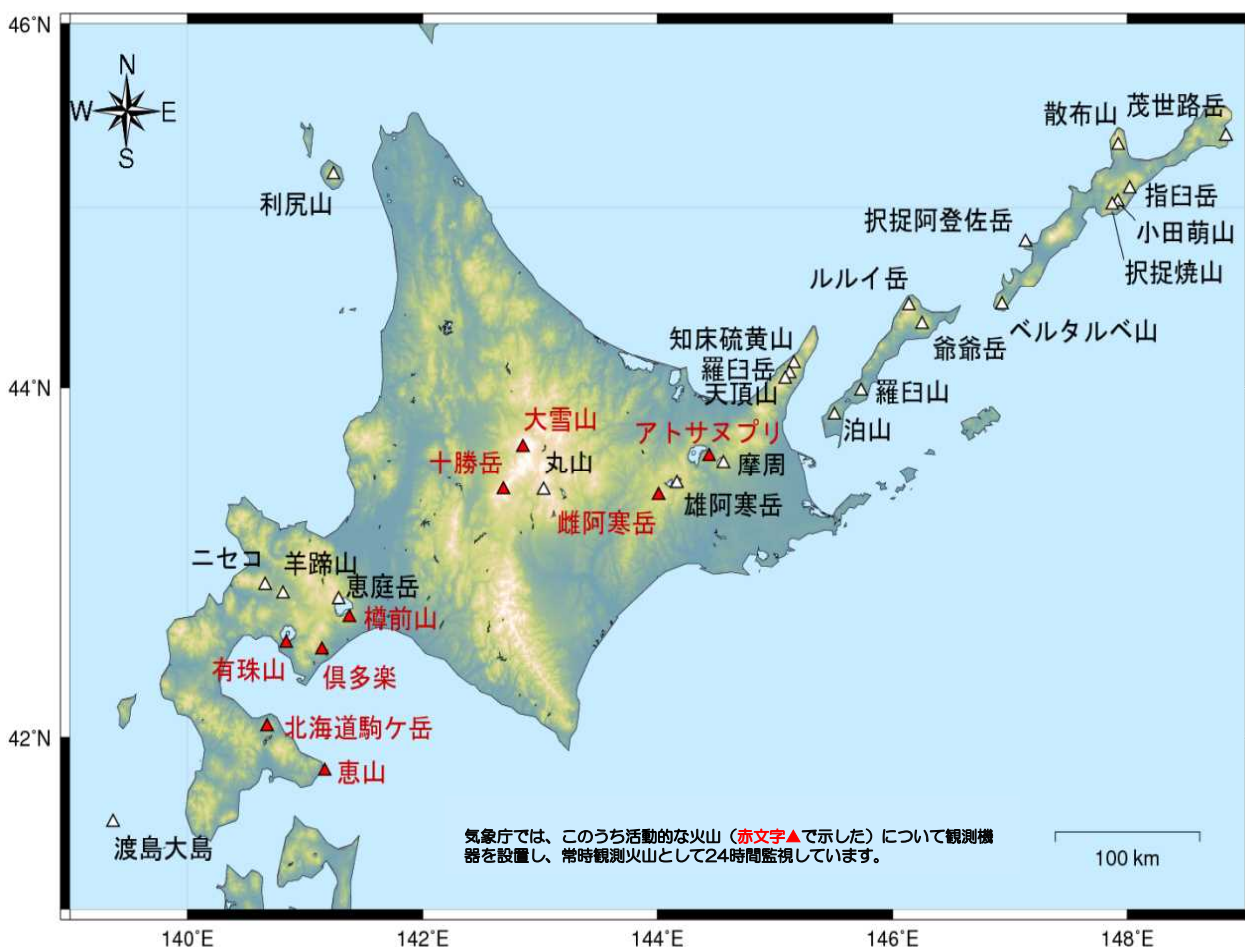 46°N
N
W
E
S
散布山
茂世路岳
利尻山
指臼岳
択捉阿登佐岳
小田萌山
択捉焼山
ルルイ岳
ベルタルベ山
爺爺岳
知床硫黄山
羅臼岳
天頂山
44°N
羅臼山
泊山
大雪山
アトサヌプリ
十勝岳
丸山
摩周
雌阿寒岳
雄阿寒岳
ニセコ
羊蹄山
恵庭岳
樽前山
有珠山
倶多楽
北海道駒ケ岳
42°N
恵山
渡島大島
気象庁では、このうち活動的な火山（赤文字▲で示した）について観測機
器を設置し、常時観測火山として24時間監視しています。
100 km
140°E
142°E
144°E
146°E
148°E